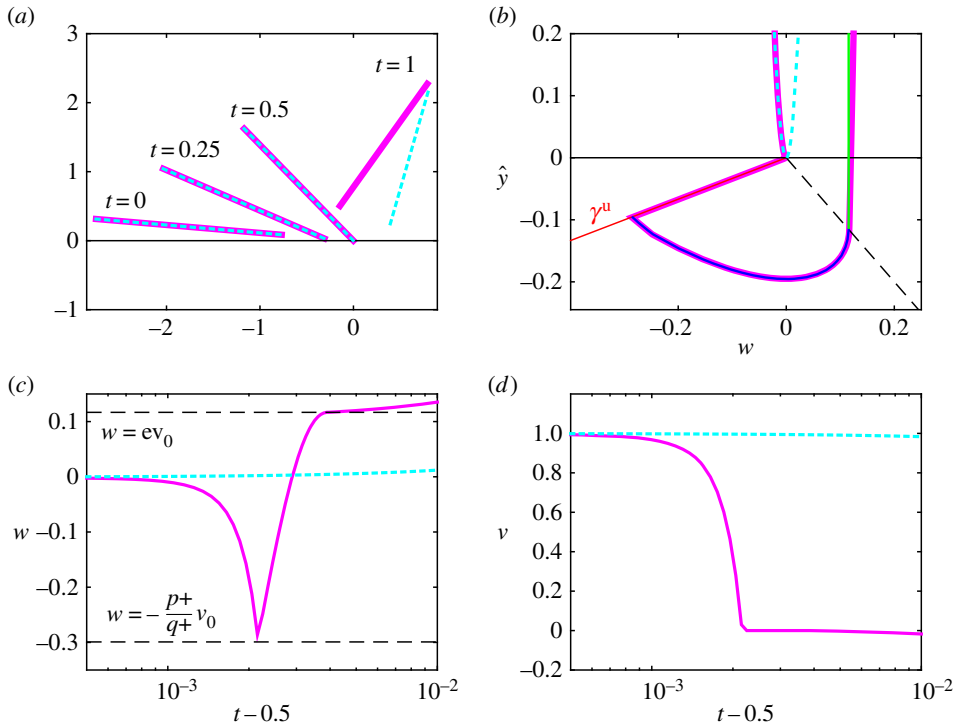 (a)
3
2
1
0
−1
−2
−1
0
t = 1
t = 0.5
t = 0.25
t = 0
(b)
0.2
0.1
0
−0.1
−0.2
ŷ
γᵘ
−0.2
0
0.2
w
(c)
0.1
0
−0.1
−0.2
−0.3
w
w = ev₀
w = − p+/q+ v₀
10⁻³
10⁻²
t − 0.5
(d)
1.0
0.8
0.6
0.4
0.2
0
−0.2
v
10⁻³
10⁻²
t − 0.5